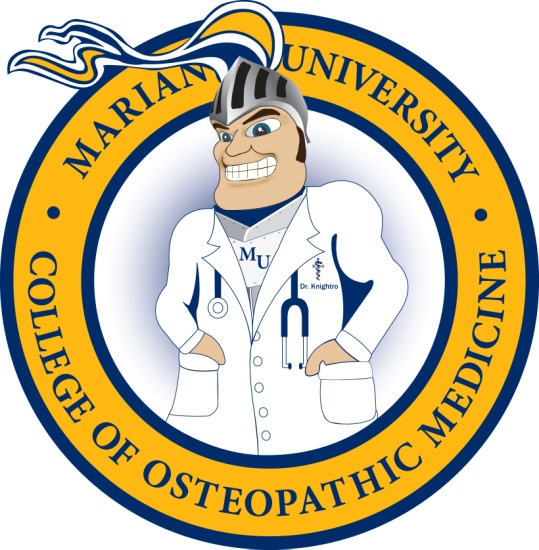 MARIAN UNIVERSITY
MU
Dr. Knightro
COLLEGE OF OSTEOPATHIC MEDICINE